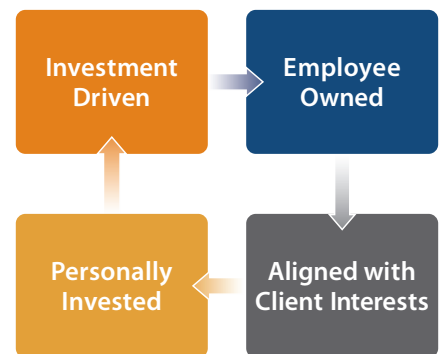 Investment
Driven
Employee
Owned
Personally
Invested
Aligned with
Client Interests